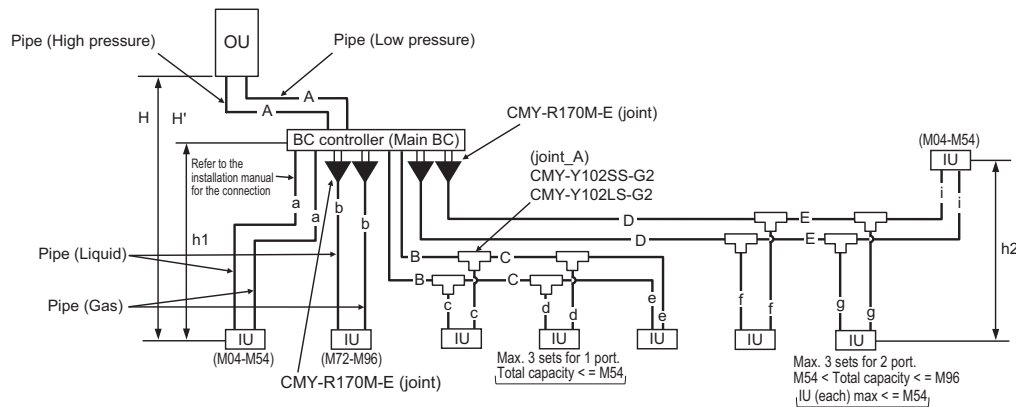 OU
Pipe (High pressure)
Pipe (Low pressure)
A
A
H
H'
BC controller (Main BC)
CMY-R170M-E (joint)
Refer to the
installation manual
for the connection
(joint_A)
CMY-Y102SS-G2
CMY-Y102LS-G2
(M04-M54)
IU
a
a
b
b
i
i
D
E
D
E
h1
h2
B
C
B
C
Pipe (Liquid)
Pipe (Gas)
c
c
d
d
e
e
f
f
g
g
IU
IU
IU
IU
IU
IU
IU
(M04-M54)
(M72-M96)
CMY-R170M-E (joint)
Max. 3 sets for 1 port.
Total capacity < = M54
Max. 3 sets for 2 port.
M54 < Total capacity < = M96
IU (each) max < = M54